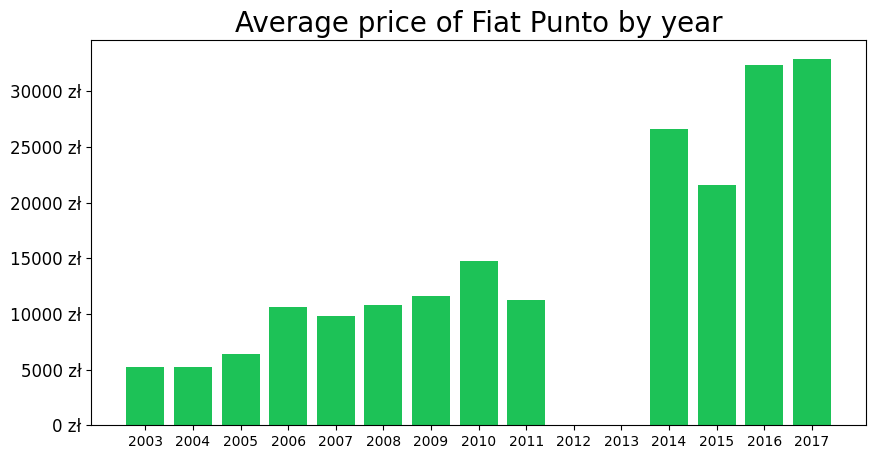 Average price of Fiat Punto by year
30000 zł
25000 zł
20000 zł
15000 zł
10000 zł
5000 zł
0 zł
2003 2004 2005 2006 2007 2008 2009 2010 2011 2012 2013 2014 2015 2016 2017